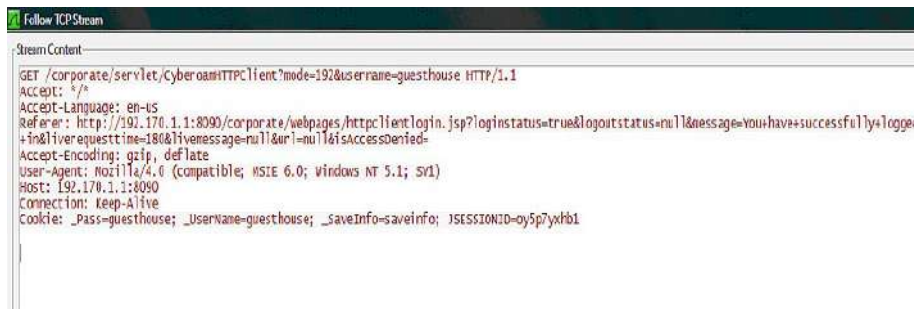 Follow TCP Stream
Stream Content
GET /corporate/servlet/CyberoamHTTPClient?mode=192&username=guesthouse HTTP/1.1
Accept: */*
Accept-Language: en-us
Referer: http://192.170.1.1:8090/corporate/webpages/httpclientlogin.jsp?loginstatus=true&logoutstatus=null&message=You+have+successfully+logge
+in&liverequesttime=180&livemessage=null&url=null&isAccessDenied=
Accept-Encoding: gzip, deflate
User-Agent: Mozilla/4.0 (compatible; MSIE 6.0; Windows NT 5.1; SV1)
Host: 192.170.1.1:8090
Connection: Keep-Alive
Cookie: _Pass=guesthouse; _UserName=guesthouse; _SaveInfo=saveinfo; JSESSIONID=oy5p7yxhb1